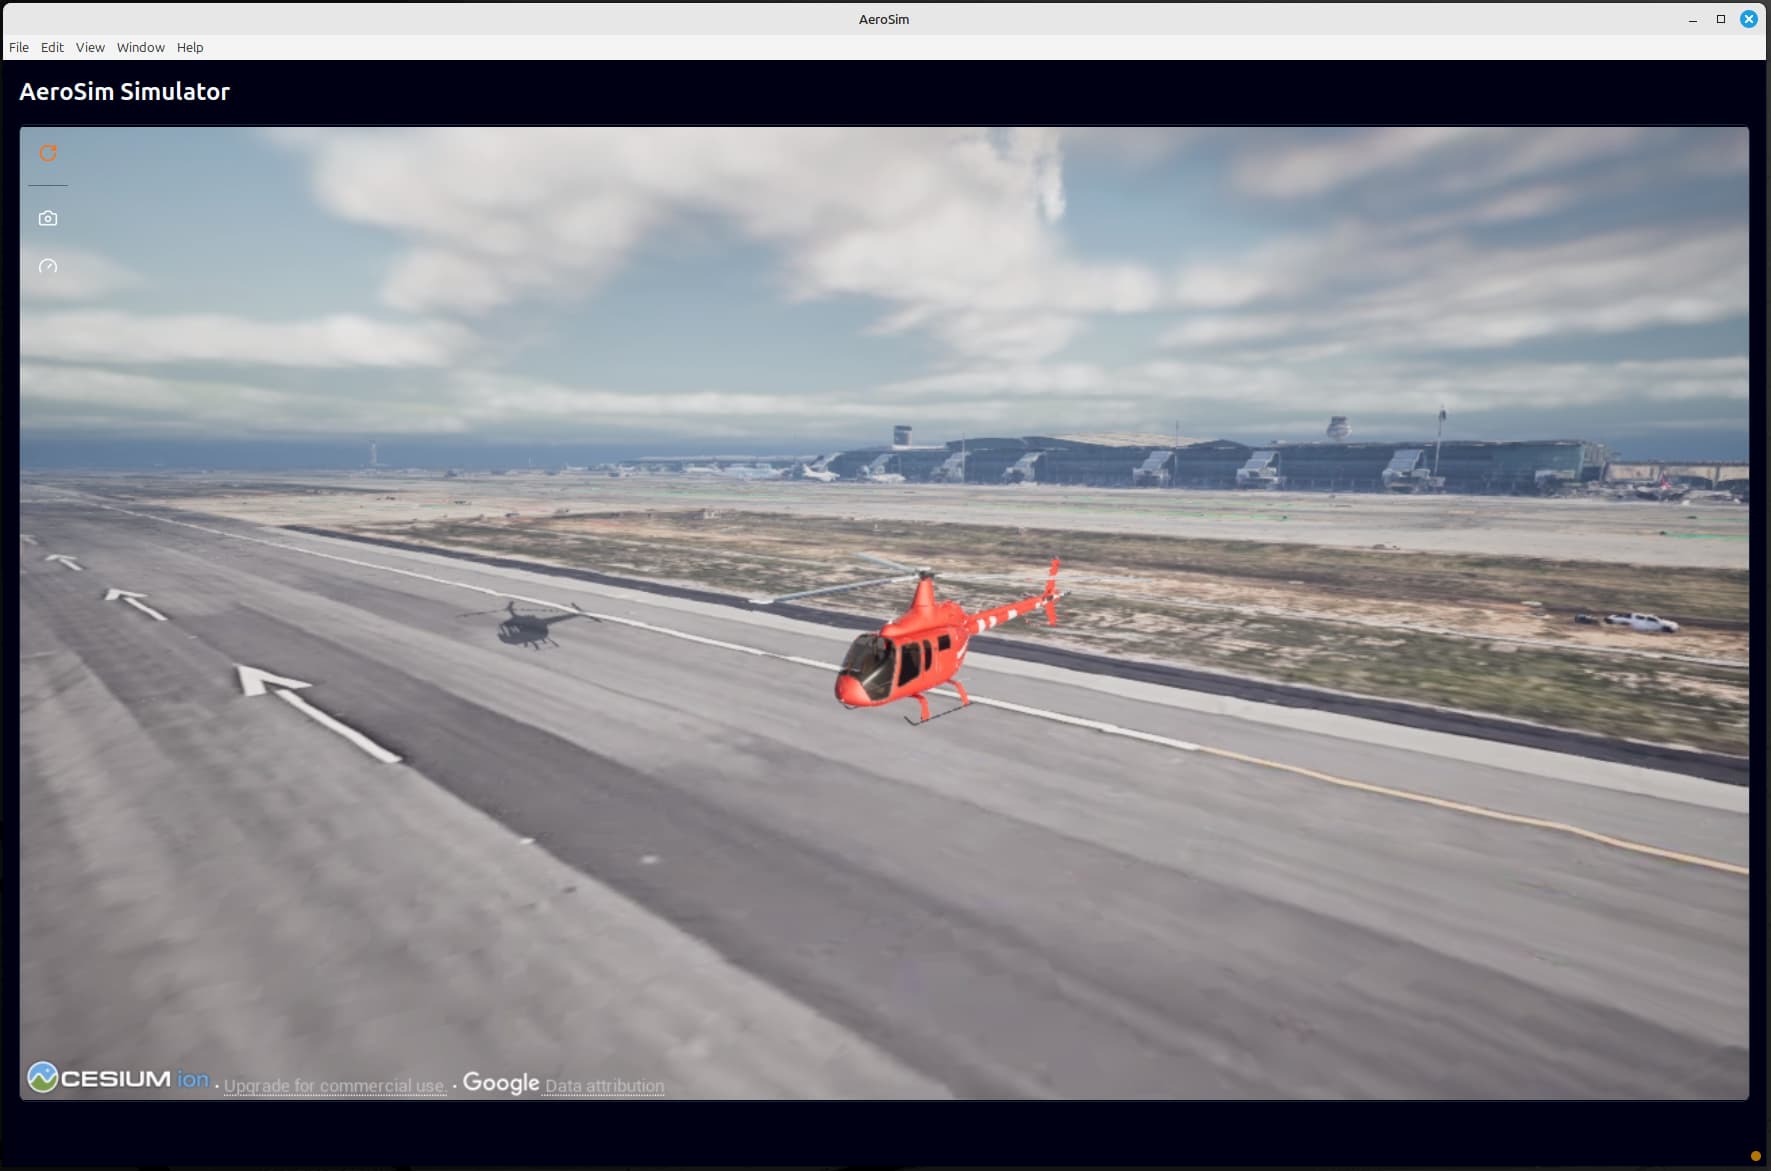 AeroSim
File Edit View Window Help
AeroSim Simulator
CESIUM ion · Upgrade for commercial use. · Google Data attribution